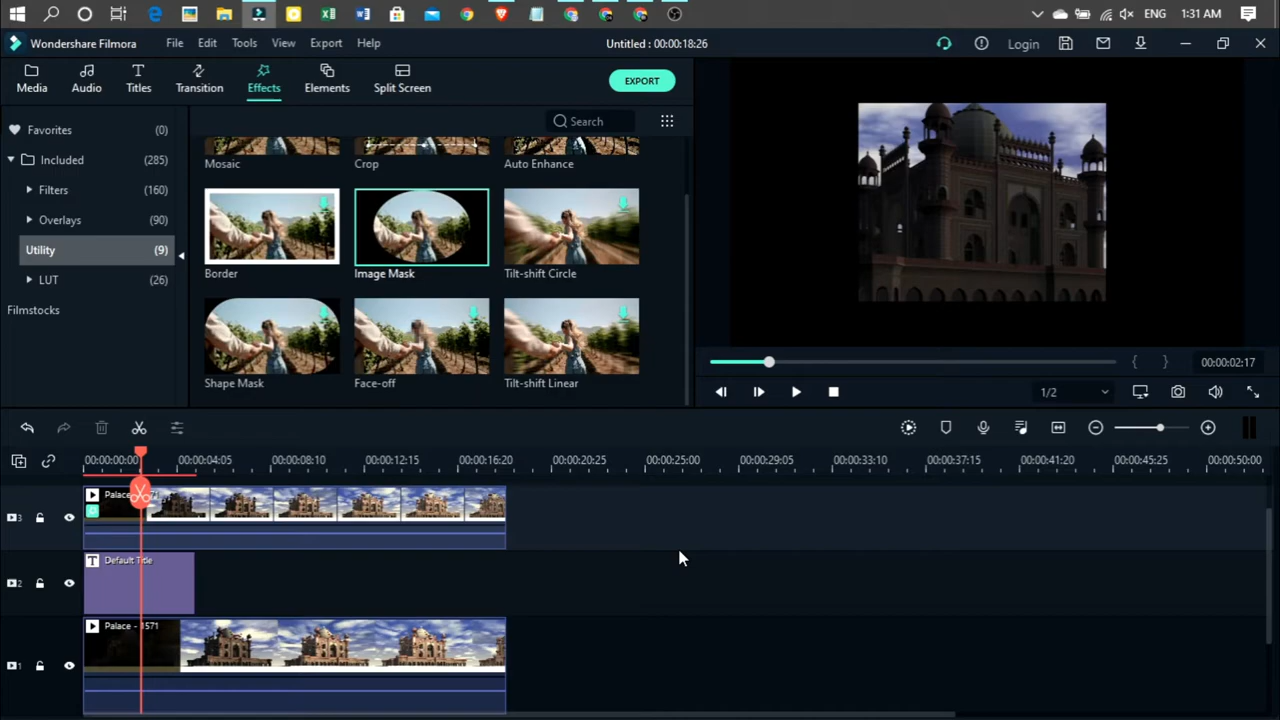 ENG 1:31 AM
Wondershare Filmora File Edit Tools View Export Help Untitled : 00:00:18:26 Login
Media Audio Titles Transition Effects Elements Split Screen EXPORT
Favorites (0)
Included (285)
Filters (160)
Overlays (90)
Utility (9)
LUT (26)
Filmstocks
Search
Mosaic Crop Auto Enhance
Border Image Mask Tilt-shift Circle
Shape Mask Face-off Tilt-shift Linear
00:00:02:17
1/2
00:00:00:00 00:00:04:05 00:00:08:10 00:00:12:15 00:00:16:20 00:00:20:25 00:00:25:00 00:00:29:05 00:00:33:10 00:00:37:15 00:00:41:20 00:00:45:25 00:00:50:00
3
2 T Default Title
1 Palace - 1571